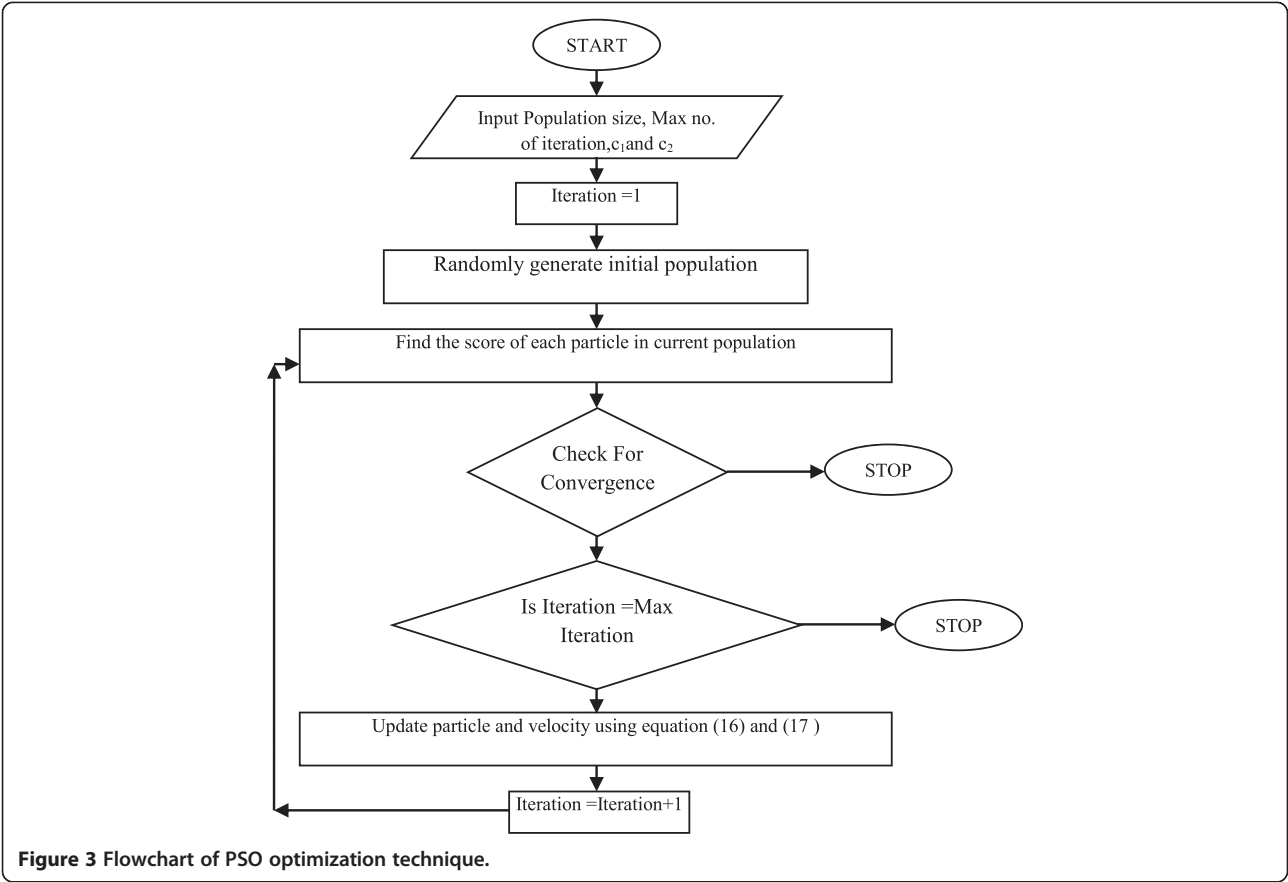 START
Input Population size, Max no.
of iteration,c₁and c₂
Iteration =1
Randomly generate initial population
Find the score of each particle in current population
Check For
Convergence
STOP
Is Iteration =Max
Iteration
STOP
Update particle and velocity using equation (16) and (17 )
Iteration =Iteration+1
Figure 3 Flowchart of PSO optimization technique.